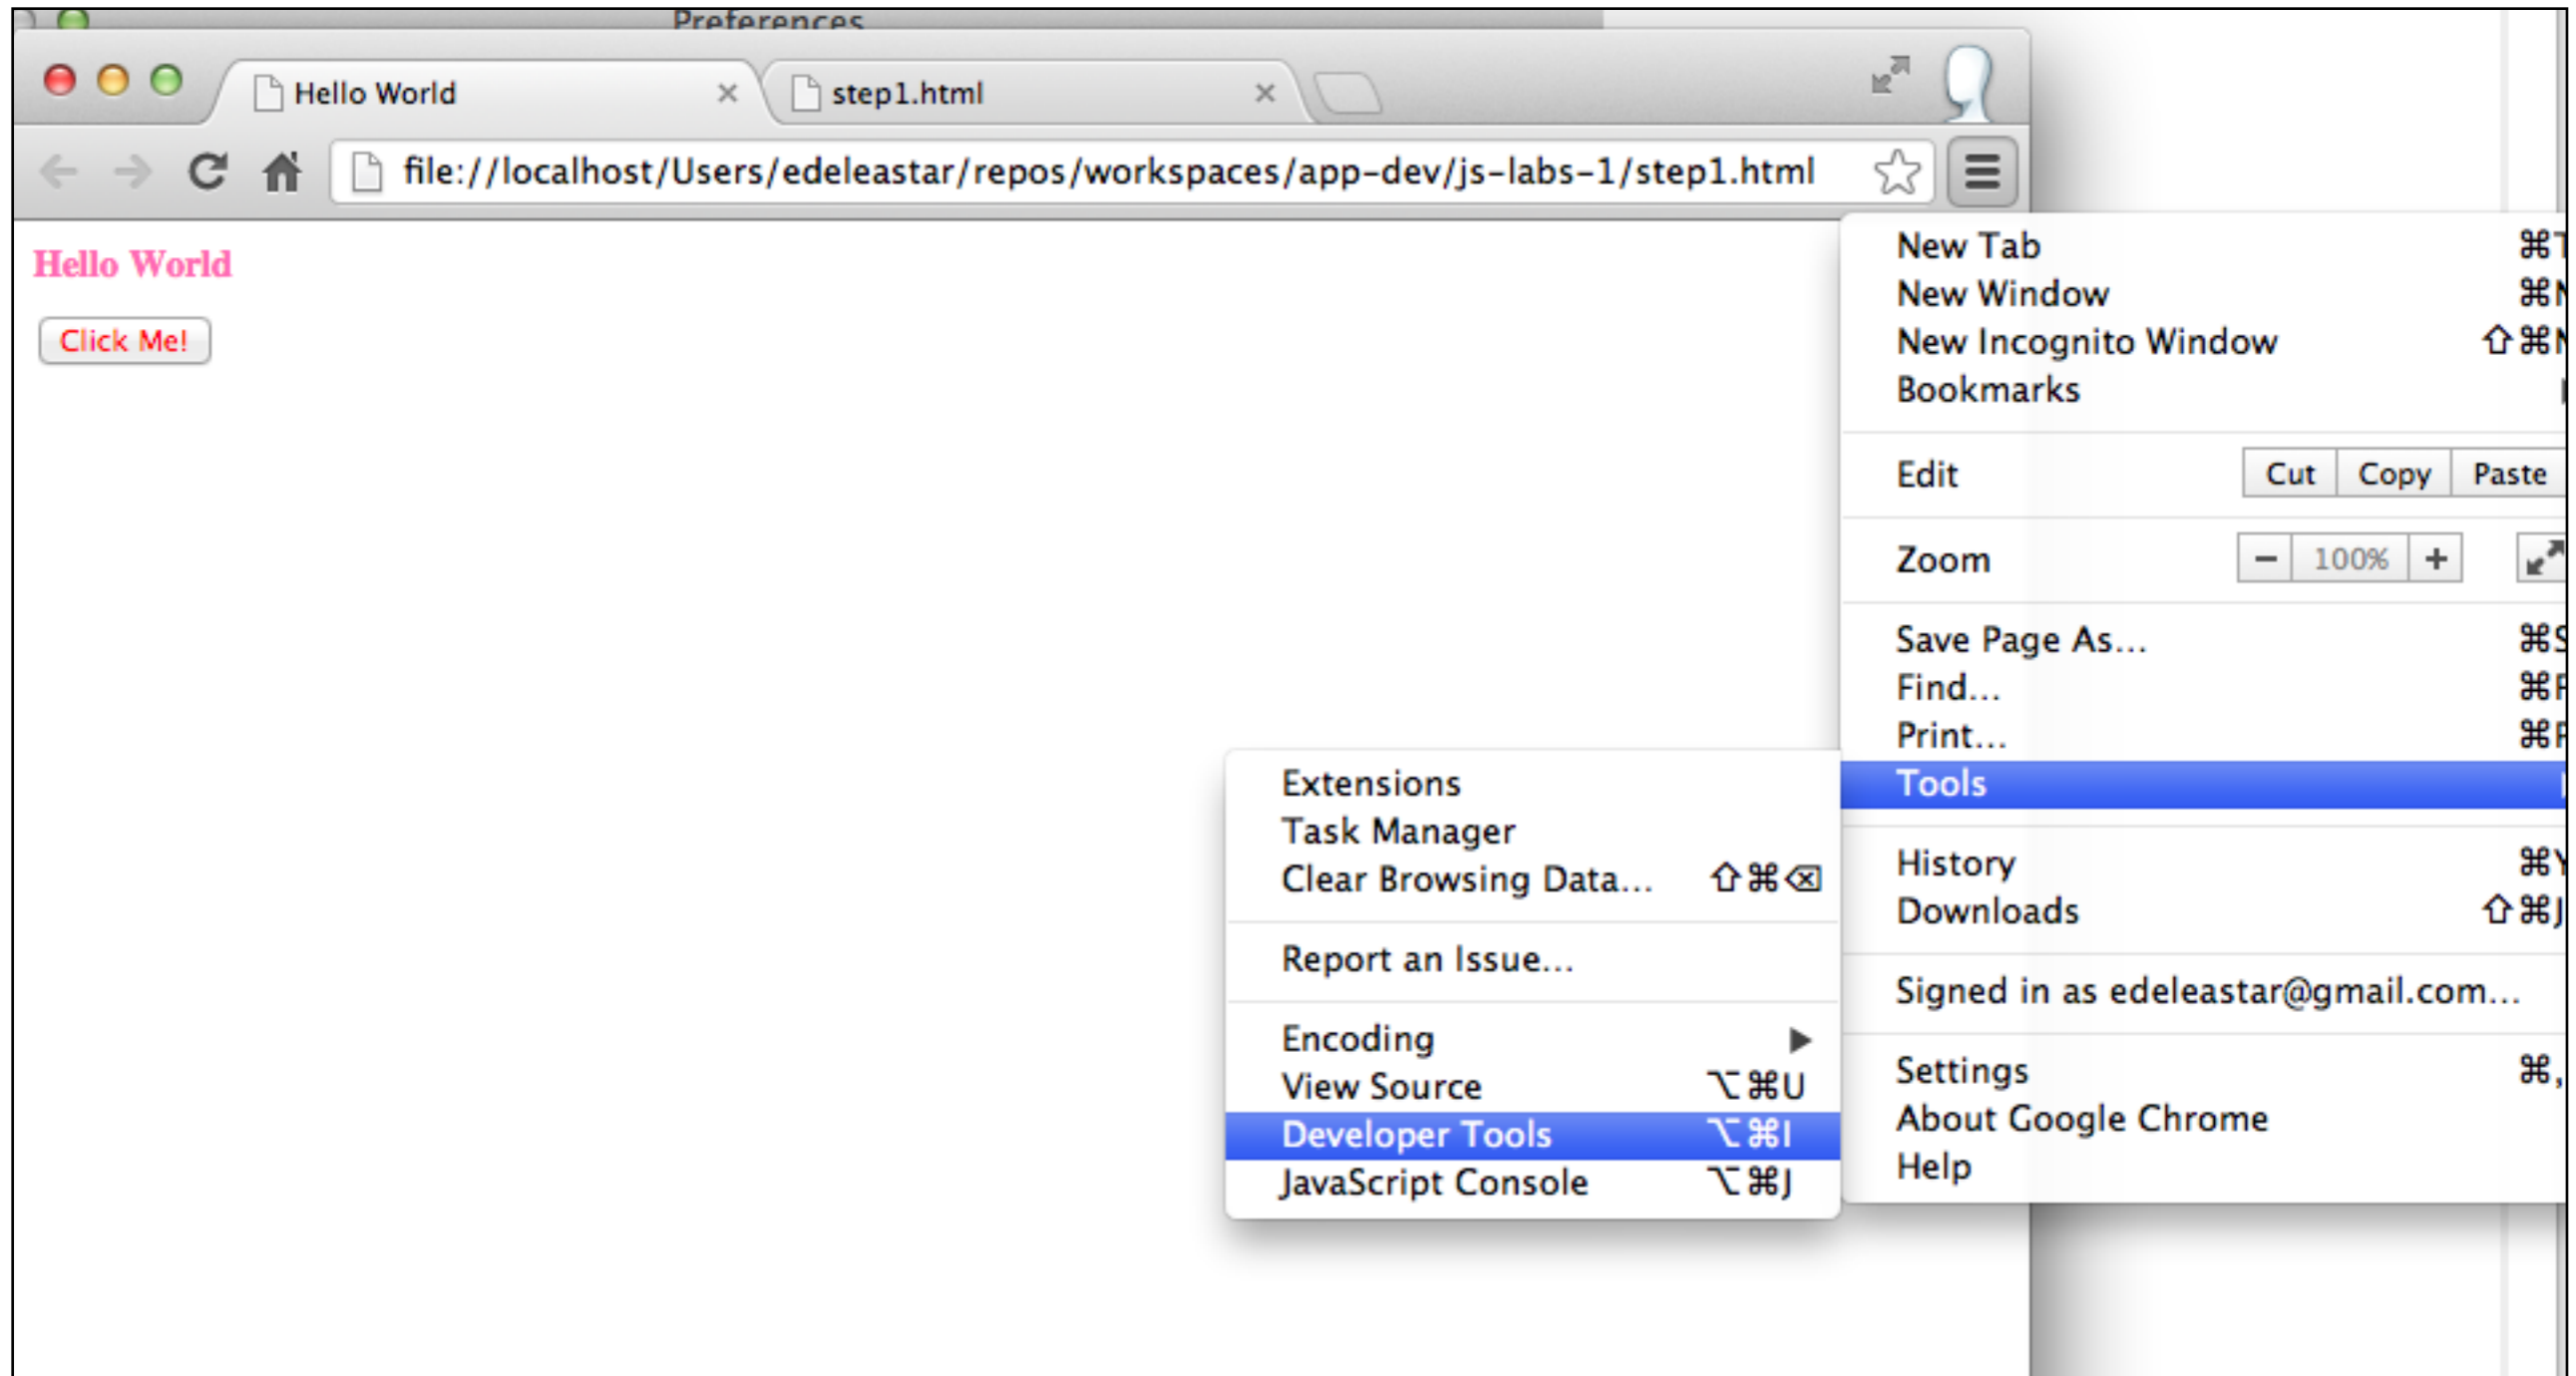 Preferences
Hello World
step1.html
file://localhost/Users/edeleastar/repos/workspaces/app-dev/js-labs-1/step1.html
Hello World
Click Me!
New Tab ⌘T
New Window ⌘N
New Incognito Window ⇧⌘N
Bookmarks
Edit Cut Copy Paste
Zoom − 100% +
Save Page As... ⌘S
Find... ⌘F
Print... ⌘P
Tools
History ⌘Y
Downloads ⇧⌘J
Signed in as edeleastar@gmail.com...
Settings ⌘,
About Google Chrome
Help
Extensions
Task Manager
Clear Browsing Data... ⇧⌘⌫
Report an Issue...
Encoding ▶
View Source ⌥⌘U
Developer Tools ⌥⌘I
JavaScript Console ⌥⌘J